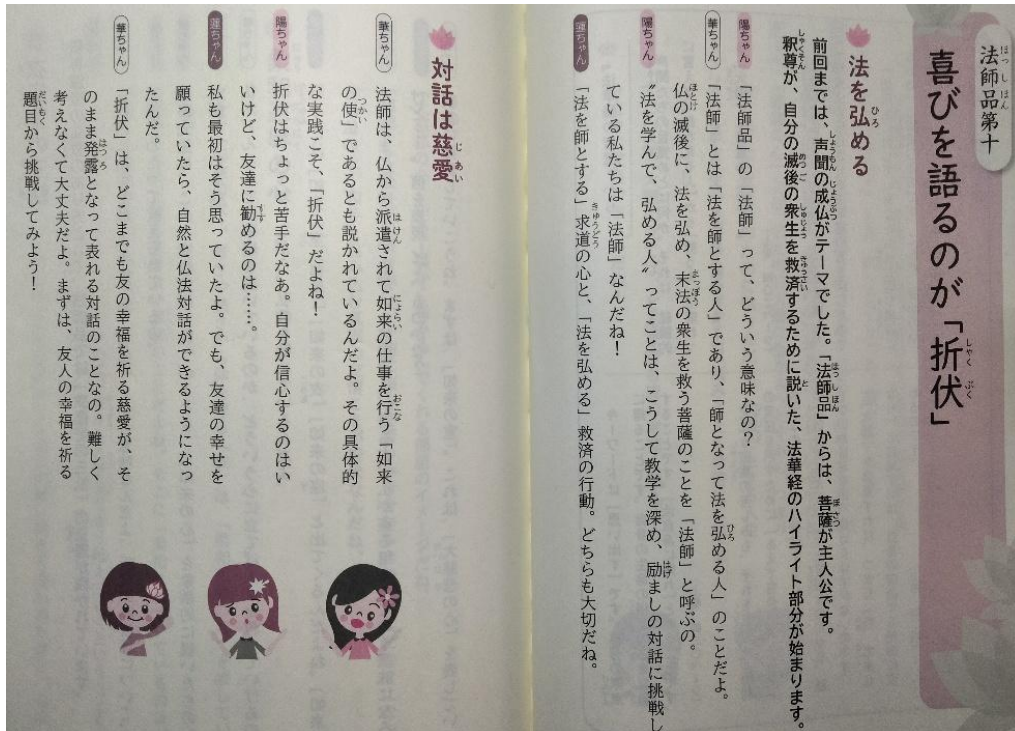 法師品第十
喜びを語るのが「折伏」
法を弘める
前回までは、声聞の成仏がテーマでした。「法師品」からは、菩薩が主人公です。
釈尊が、自分の滅後の衆生を救済するために説いた、法華経のハイライト部分が始まります。
陽ちゃん 「法師品」の「法師」って、どういう意味なの?
華ちゃん 「法師」とは「法を師とする人」であり、「師となって法を弘める人」のことだよ。
仏の滅後に、法を弘め、末法の衆生を救う菩薩のことを「法師」と呼ぶの。
陽ちゃん 〝法を学んで、弘める人〟ってことは、こうして教学を深め、励ましの対話に挑戦し
ている私たちは「法師」なんだね!
蓮ちゃん 「法を師とする」求道の心と、「法を弘める」救済の行動。どちらも大切だね。
対話は慈愛
華ちゃん 法師は、仏から派遣されて如来の仕事を行う「如来
の使」であるとも説かれているんだよ。その具体的
な実践こそ、「折伏」だよね!
陽ちゃん 折伏はちょっと苦手だなあ。自分が信心するのはい
いけど、友達に勧めるのは……。
蓮ちゃん 私も最初はそう思っていたよ。でも、友達の幸せを
願っていたら、自然と仏法対話ができるようになっ
たんだ。
華ちゃん 「折伏」は、どこまでも友の幸福を祈る慈愛が、そ
のまま発露となって表れる対話のことなの。難しく
考えなくて大丈夫だよ。まずは、友人の幸福を祈る
題目から挑戦してみよう!